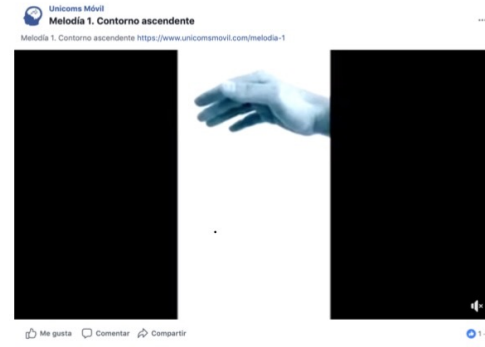 Unicoms Móvil
Melodía 1. Contorno ascendente
Melodía 1. Contorno ascendente https://www.unicomsmovil.com/melodia-1
Me gusta Comentar Compartir 1